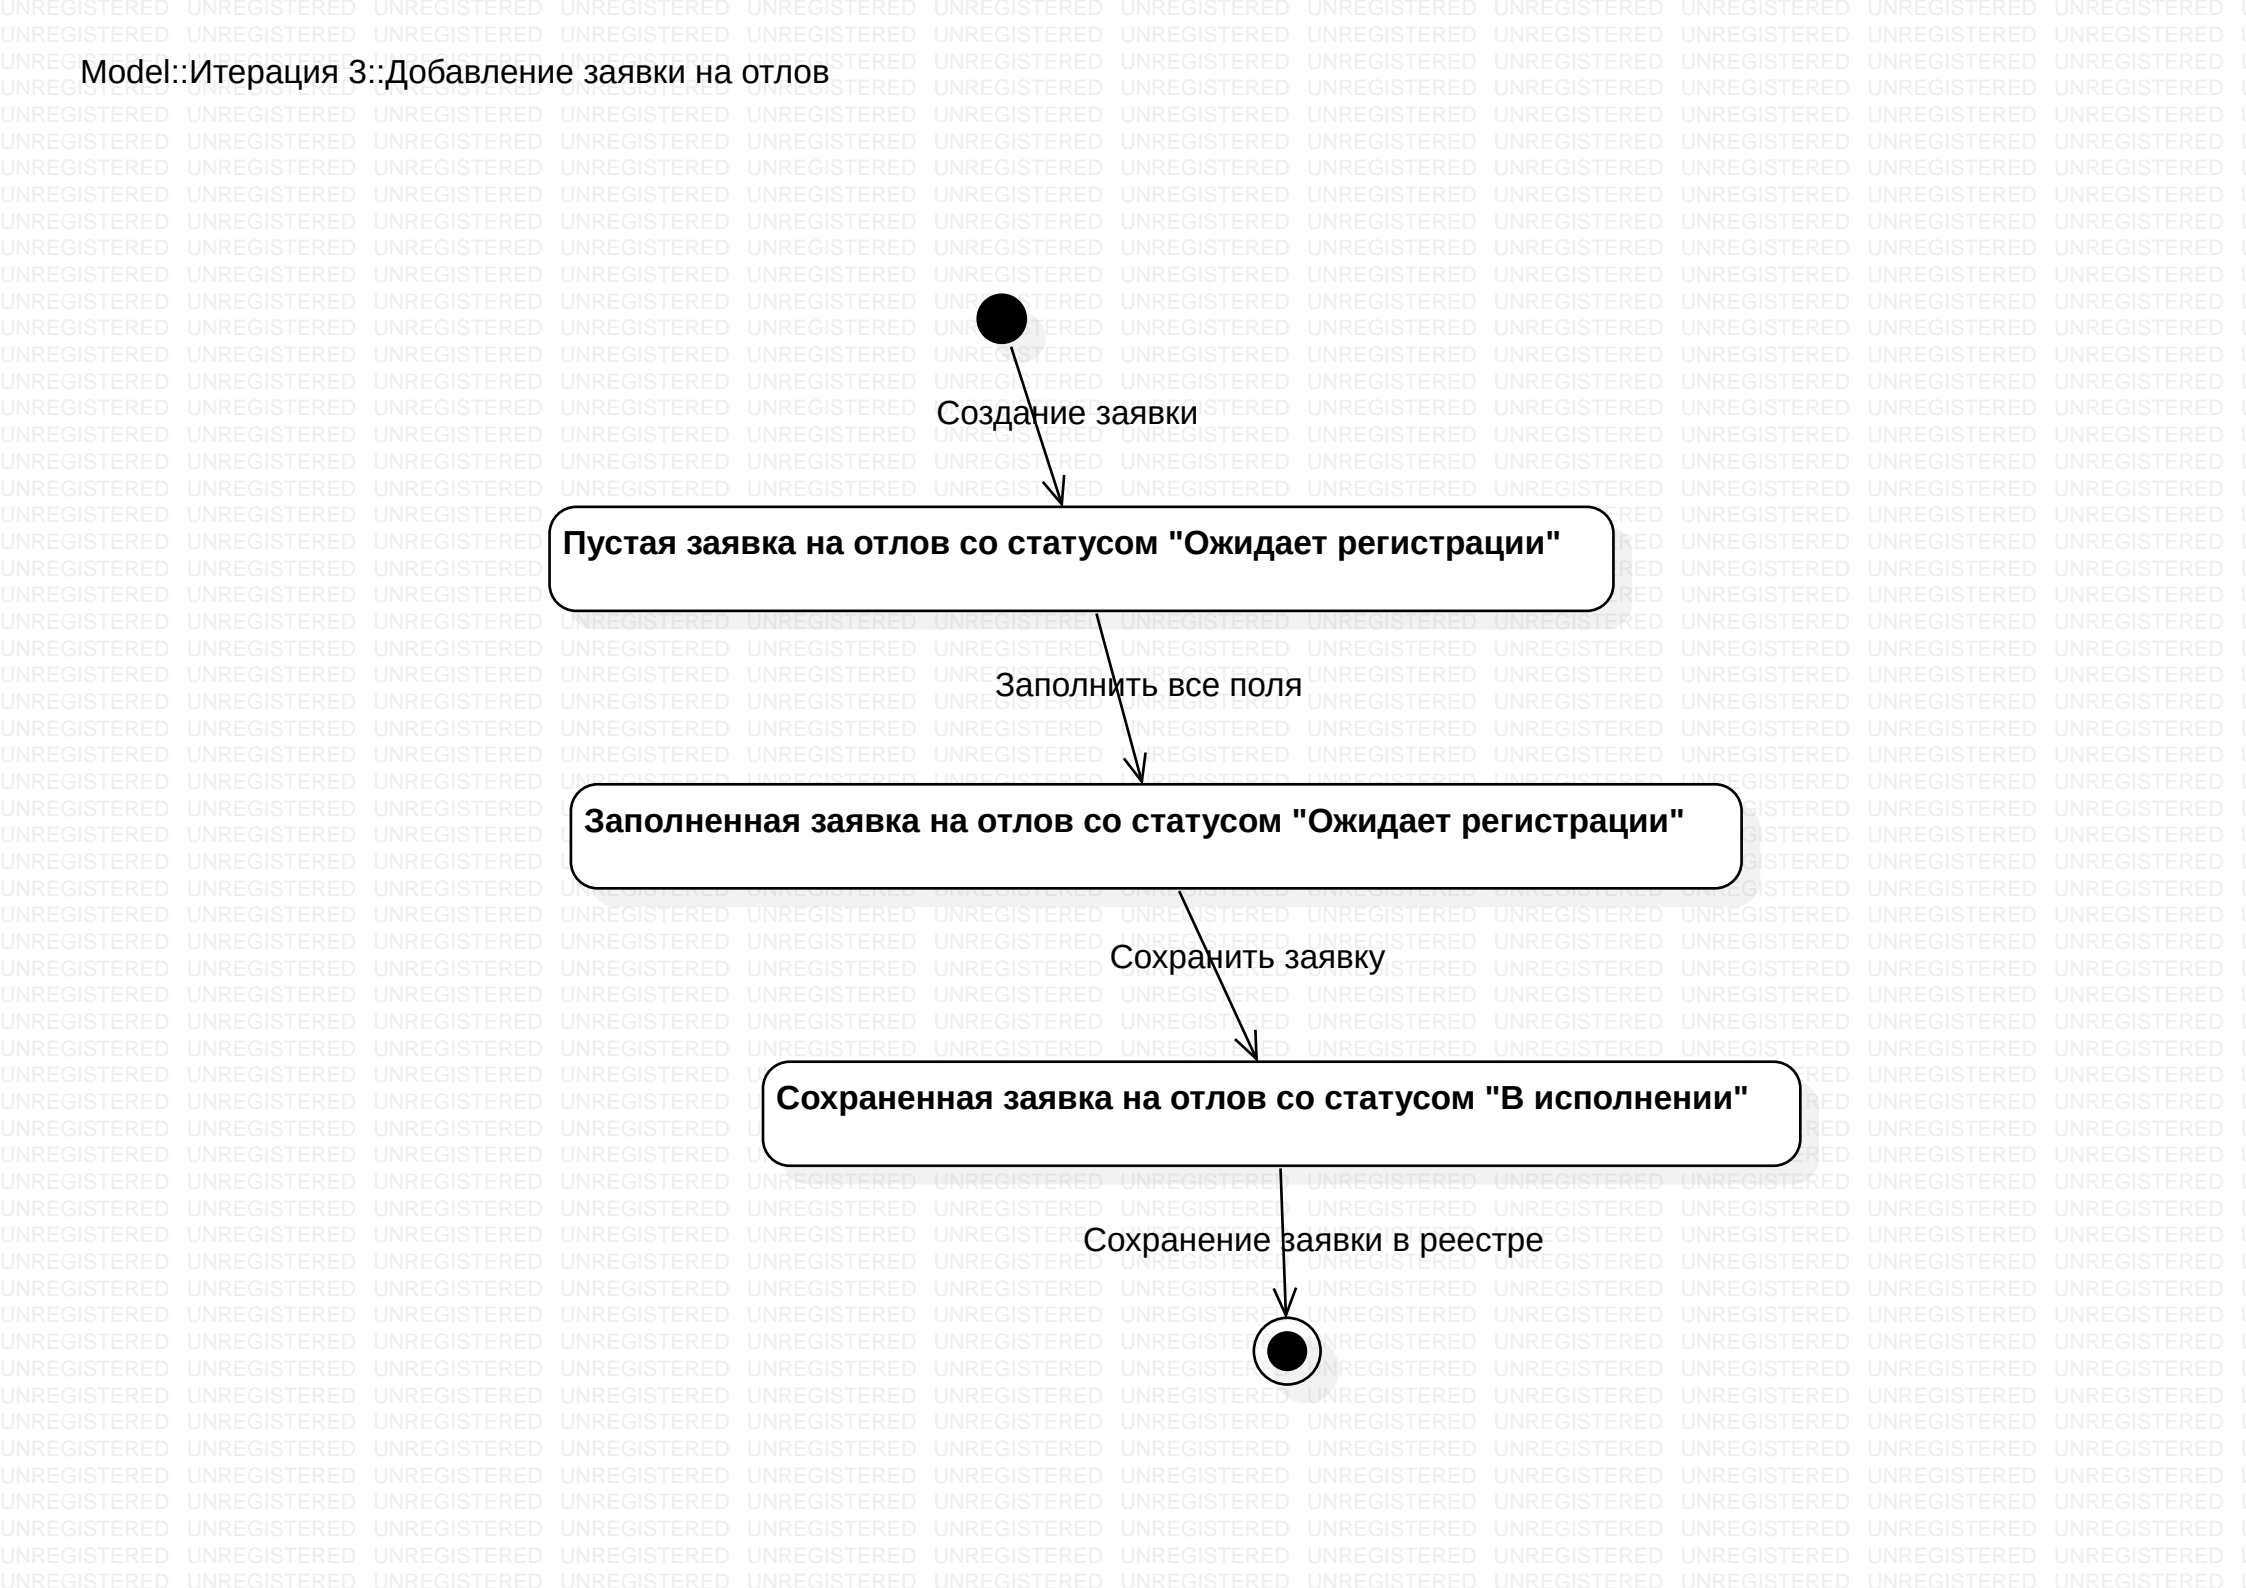 Model::Итерация 3::Добавление заявки на отлов
Создание заявки
Пустая заявка на отлов со статусом "Ожидает регистрации"
Заполнить все поля
Заполненная заявка на отлов со статусом "Ожидает регистрации"
Сохранить заявку
Сохраненная заявка на отлов со статусом "В исполнении"
Сохранение заявки в реестре
UNREGISTERED